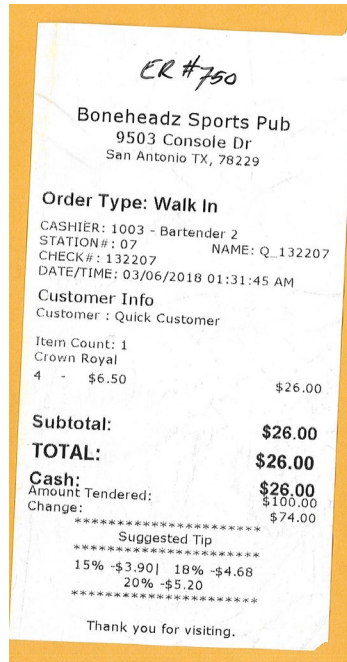 ER #750
Boneheadz Sports Pub
9503 Console Dr
San Antonio TX, 78229
Order Type: Walk In
CASHIER: 1003 - Bartender 2
STATION#: 07 NAME: Q_132207
CHECK#: 132207
DATE/TIME: 03/06/2018 01:31:45 AM
Customer Info
Customer : Quick Customer
Item Count: 1
Crown Royal
4 - $6.50 $26.00
Subtotal: $26.00
TOTAL: $26.00
Cash: $26.00
Amount Tendered: $100.00
Change: $74.00
**********************
Suggested Tip
**********************
15% -$3.90| 18% -$4.68
20% -$5.20
**********************
Thank you for visiting.